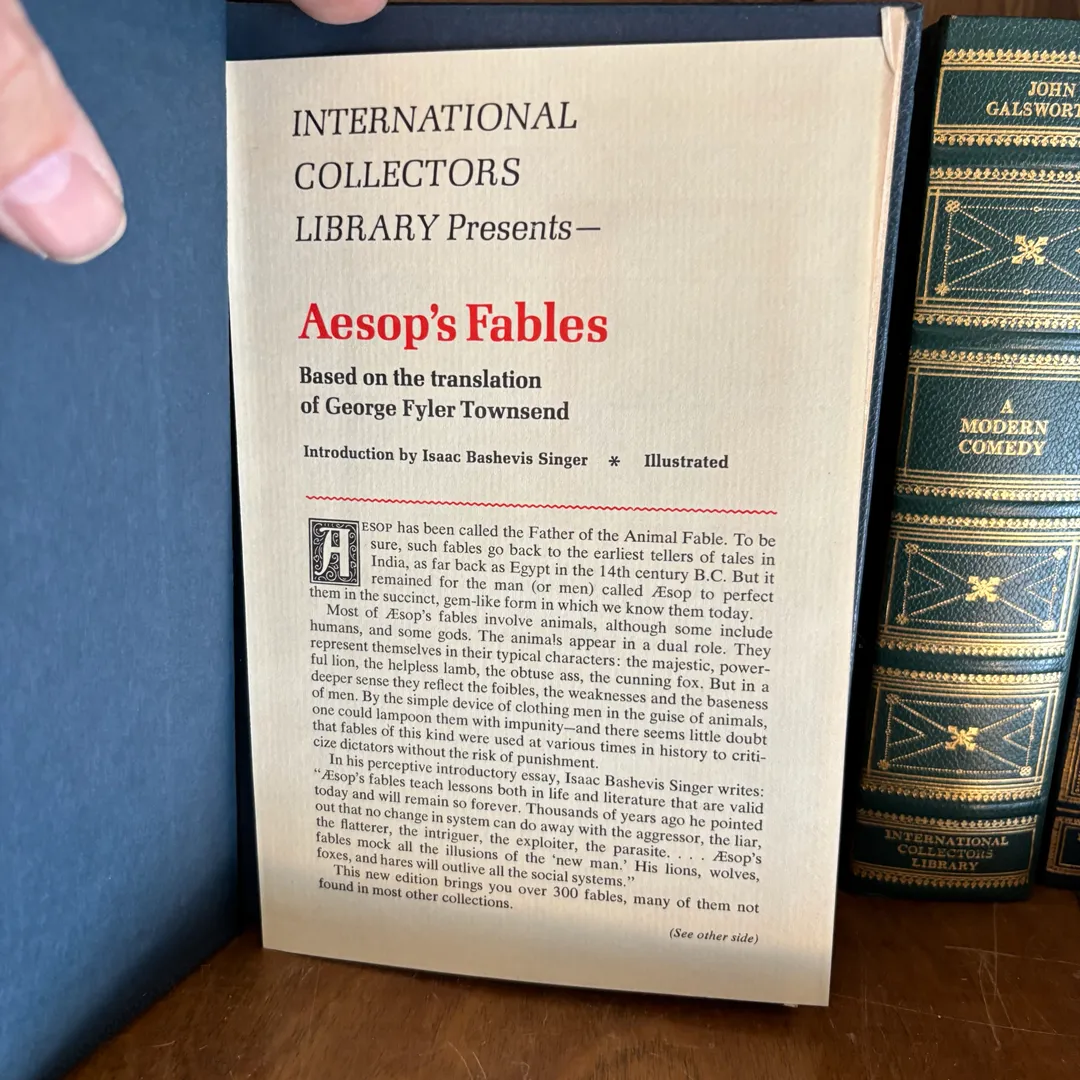 INTERNATIONAL
COLLECTORS
LIBRARY Presents—
Aesop's Fables
Based on the translation
of George Fyler Townsend
Introduction by Isaac Bashevis Singer * Illustrated
AESOP has been called the Father of the Animal Fable. To be
sure, such fables go back to the earliest tellers of tales in
India, as far back as Egypt in the 14th century B.C. But it
remained for the man (or men) called Æsop to perfect
them in the succinct, gem-like form in which we know them today.
Most of Æsop's fables involve animals, although some include
humans, and some gods. The animals appear in a dual role. They
represent themselves in their typical characters: the majestic, power-
ful lion, the helpless lamb, the obtuse ass, the cunning fox. But in a
deeper sense they reflect the foibles, the weaknesses and the baseness
of men. By the simple device of clothing men in the guise of animals,
one could lampoon them with impunity—and there seems little doubt
that fables of this kind were used at various times in history to criti-
cize dictators without the risk of punishment.
In his perceptive introductory essay, Isaac Bashevis Singer writes:
"Æsop's fables teach lessons both in life and literature that are valid
today and will remain so forever. Thousands of years ago he pointed
out that no change in system can do away with the aggressor, the liar,
the flatterer, the intriguer, the exploiter, the parasite. . . . Æsop's
fables mock all the illusions of the 'new man.' His lions, wolves,
foxes, and hares will outlive all the social systems."
This new edition brings you over 300 fables, many of them not
found in most other collections.
(See other side)
JOHN
GALSWORT
A
MODERN
COMEDY
INTERNATIONAL
COLLECTORS
LIBRARY